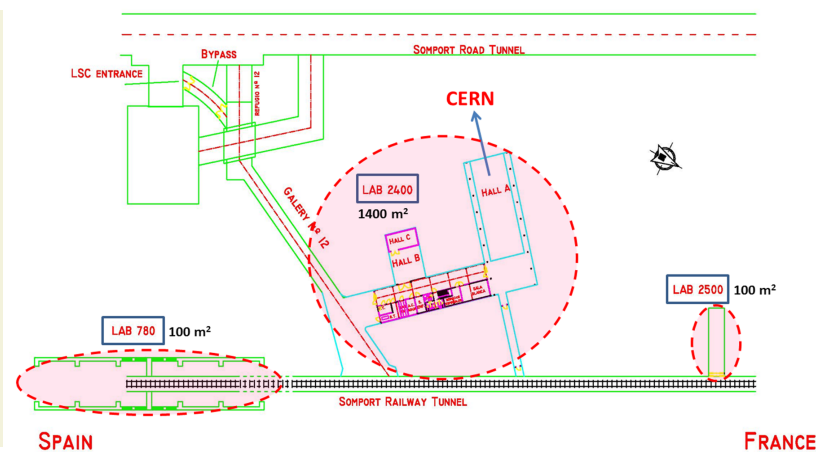 SOMPORT ROAD TUNNEL
BYPASS
LSC ENTRANCE
REFUGIO Nº 12
CERN
LAB 2400
1400 m²
HALL A
GALERY Nº 12
HALL C
HALL B
SALA BLANCA
LAB 2500
100 m²
LAB 780
100 m²
SOMPORT RAILWAY TUNNEL
SPAIN
FRANCE